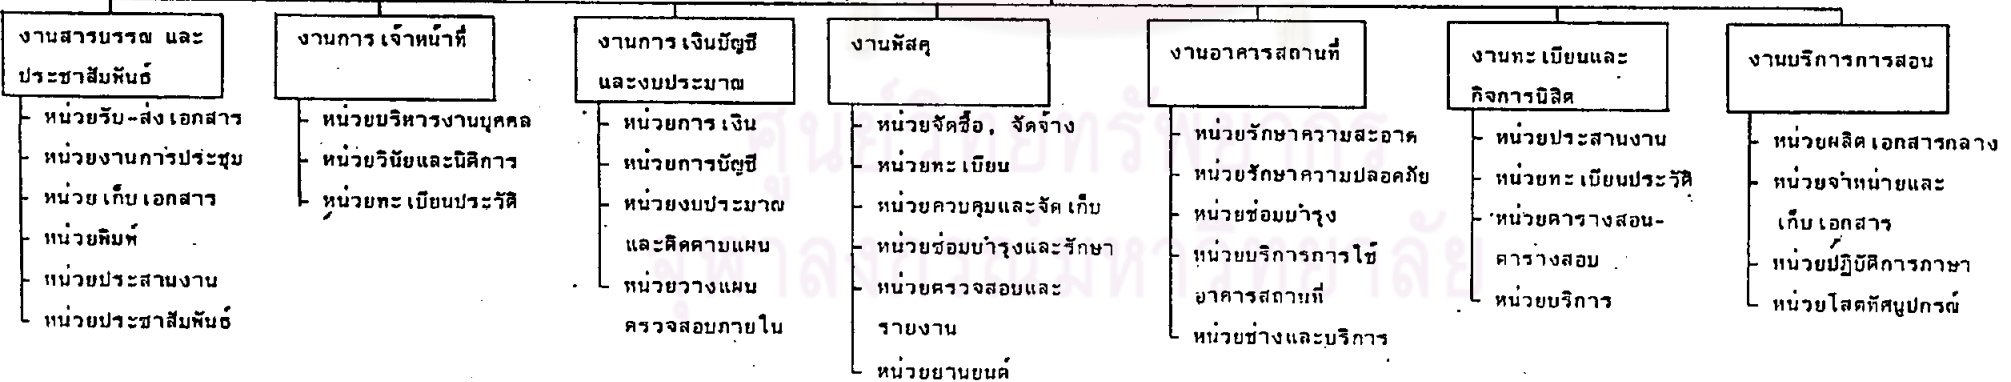 งานสารบรรณ และ
ประชาสัมพันธ์
- หน่วยรับ-ส่งเอกสาร
- หน่วยงานการประชุม
- หน่วยเก็บเอกสาร
- หน่วยพิมพ์
- หน่วยประสานงาน
- หน่วยประชาสัมพันธ์
งานการเจ้าหน้าที่
- หน่วยบริหารงานบุคคล
- หน่วยวินัยและนิติการ
- หน่วยทะเบียนประวัติ
งานการเงินบัญชี
และงบประมาณ
- หน่วยการเงิน
- หน่วยการบัญชี
- หน่วยงบประมาณ
และติดตามแผน
- หน่วยวางแผน
ตรวจสอบภายใน
งานพัสดุ
- หน่วยจัดซื้อ, จัดจ้าง
- หน่วยทะเบียน
- หน่วยควบคุมและจัดเก็บ
- หน่วยซ่อมบำรุงและรักษา
- หน่วยตรวจสอบและ
รายงาน
- หน่วยยานยนต์
งานอาคารสถานที่
- หน่วยรักษาความสะอาด
- หน่วยรักษาความปลอดภัย
- หน่วยซ่อมบำรุง
- หน่วยบริการการใช้
อาคารสถานที่
- หน่วยช่างและบริการ
งานทะเบียนและ
กิจการนิสิต
- หน่วยประสานงาน
- หน่วยทะเบียนประวัติ
- หน่วยตารางสอน-
ตารางสอบ
- หน่วยบริการ
งานบริการการสอน
- หน่วยผลิตเอกสารกลาง
- หน่วยจำหน่ายและ
เก็บเอกสาร
- หน่วยปฏิบัติการภาษา
- หน่วยโสตทัศนูปกรณ์
ศูนย์วิทยทรัพยากร
จุฬาลงกรณ์มหาวิทยาลัย